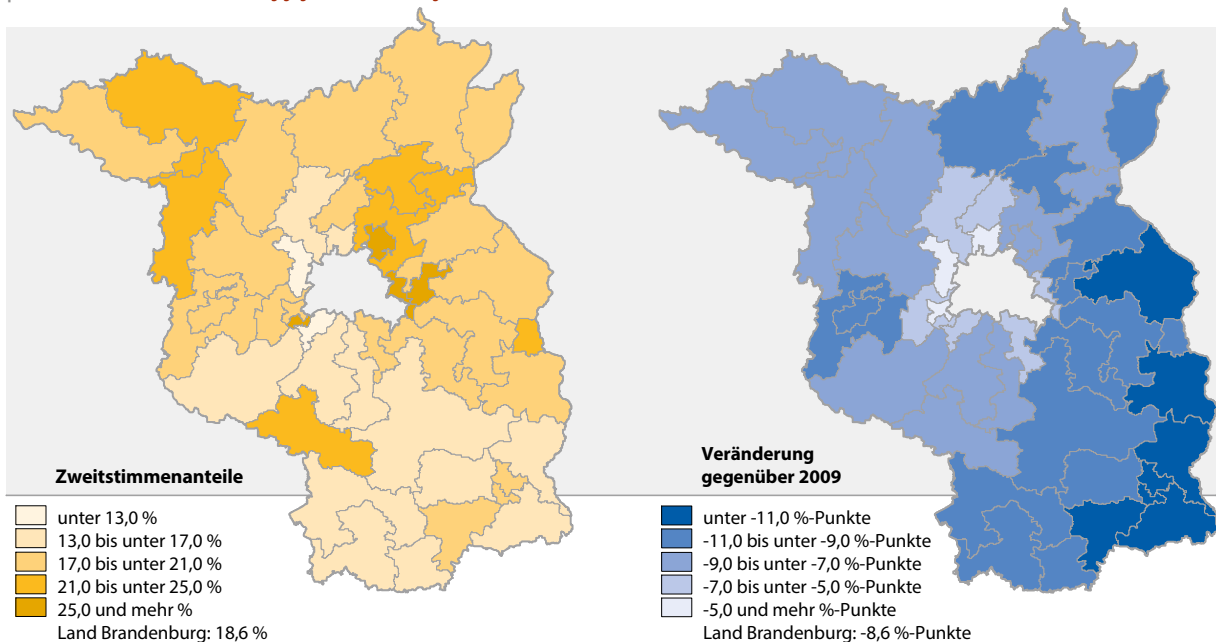 Zweitstimmenanteile
unter 13,0 %
13,0 bis unter 17,0 %
17,0 bis unter 21,0 %
21,0 bis unter 25,0 %
25,0 und mehr %
Land Brandenburg: 18,6 %
Veränderung
gegenüber 2009
unter -11,0 %-Punkte
-11,0 bis unter -9,0 %-Punkte
-9,0 bis unter -7,0 %-Punkte
-7,0 bis unter -5,0 %-Punkte
-5,0 und mehr %-Punkte
Land Brandenburg: -8,6 %-Punkte